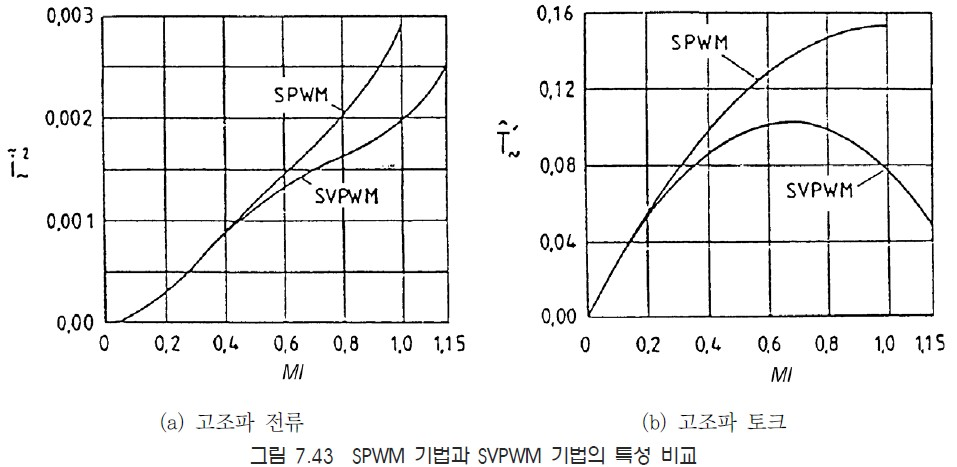 0,003
0,002
0,001
0,00
ĩ~²
SPWM
SVPWM
0 0,2 0,4 0,6 0,8 1,0 1,15
MI
0,16
0,12
0,08
0,04
0,00
T̂~′
SPWM
SVPWM
0 0,2 0,4 0,6 0,8 1,0 1,15
MI
(a) 고조파 전류
(b) 고조파 토크
그림 7.43 SPWM 기법과 SVPWM 기법의 특성 비교